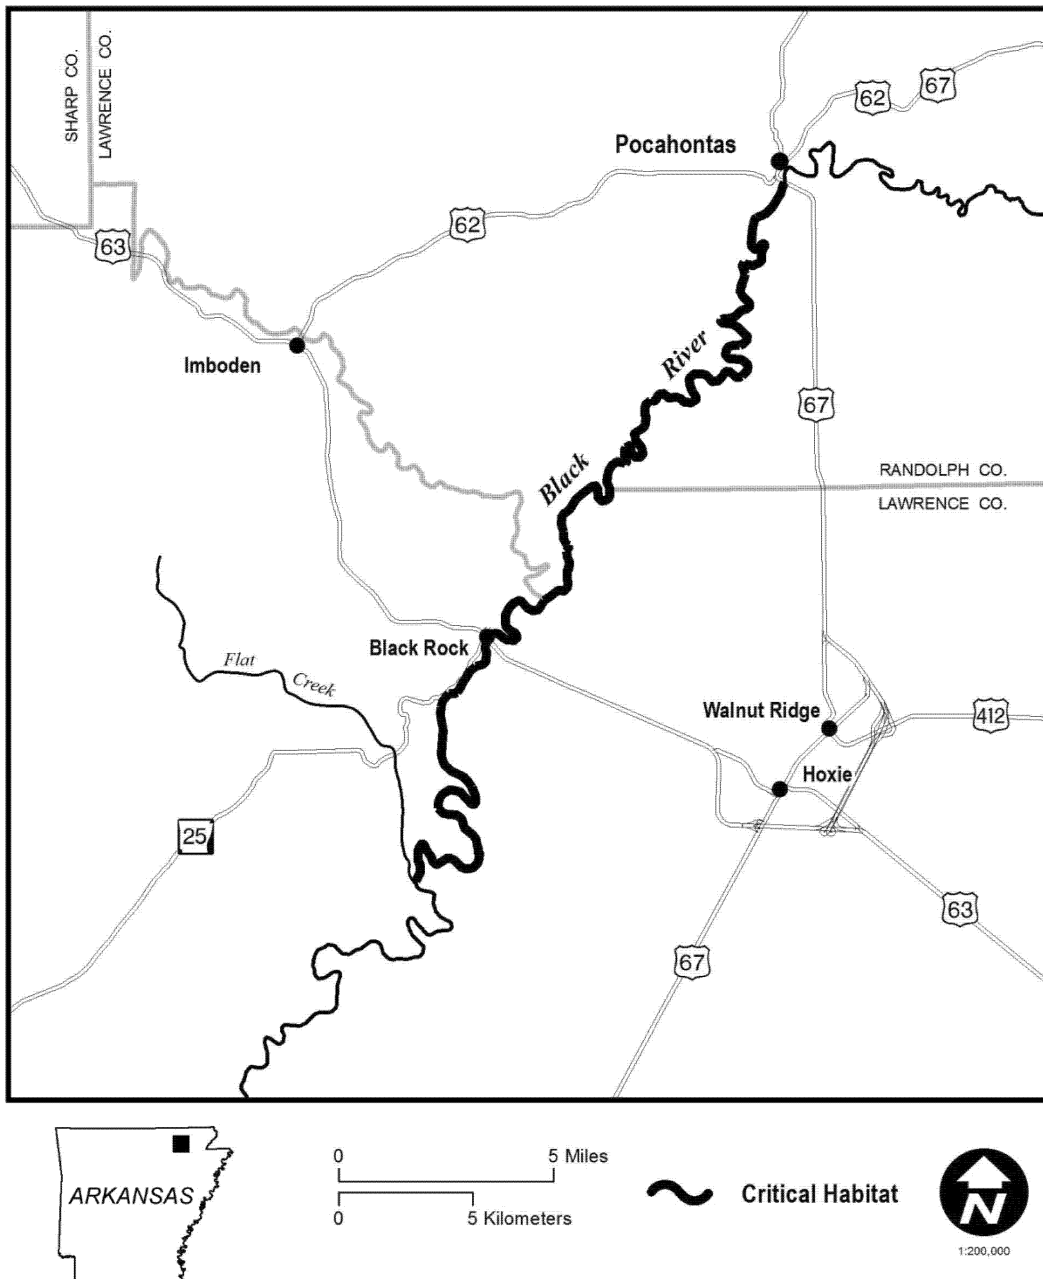 SHARP CO.
LAWRENCE CO.
67
62
Pocahontas
62
63
Imboden
River
67
Black
RANDOLPH CO.
LAWRENCE CO.
Black Rock
Flat
Creek
Walnut Ridge
412
Hoxie
25
63
67
ARKANSAS
0 5 Miles
0 5 Kilometers
Critical Habitat
N
1:200,000